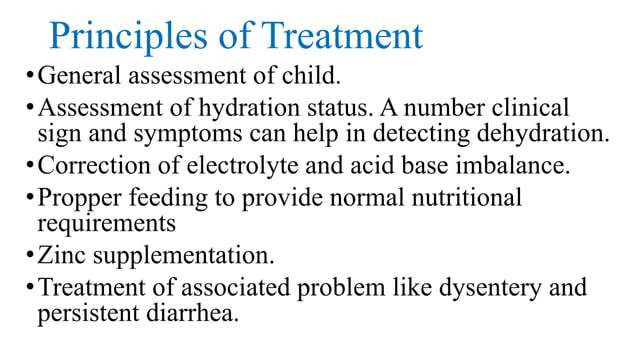 Principles of Treatment
•General assessment of child.
•Assessment of hydration status. A number clinical
sign and symptoms can help in detecting dehydration.
•Correction of electrolyte and acid base imbalance.
•Propper feeding to provide normal nutritional
requirements
•Zinc supplementation.
•Treatment of associated problem like dysentery and
persistent diarrhea.